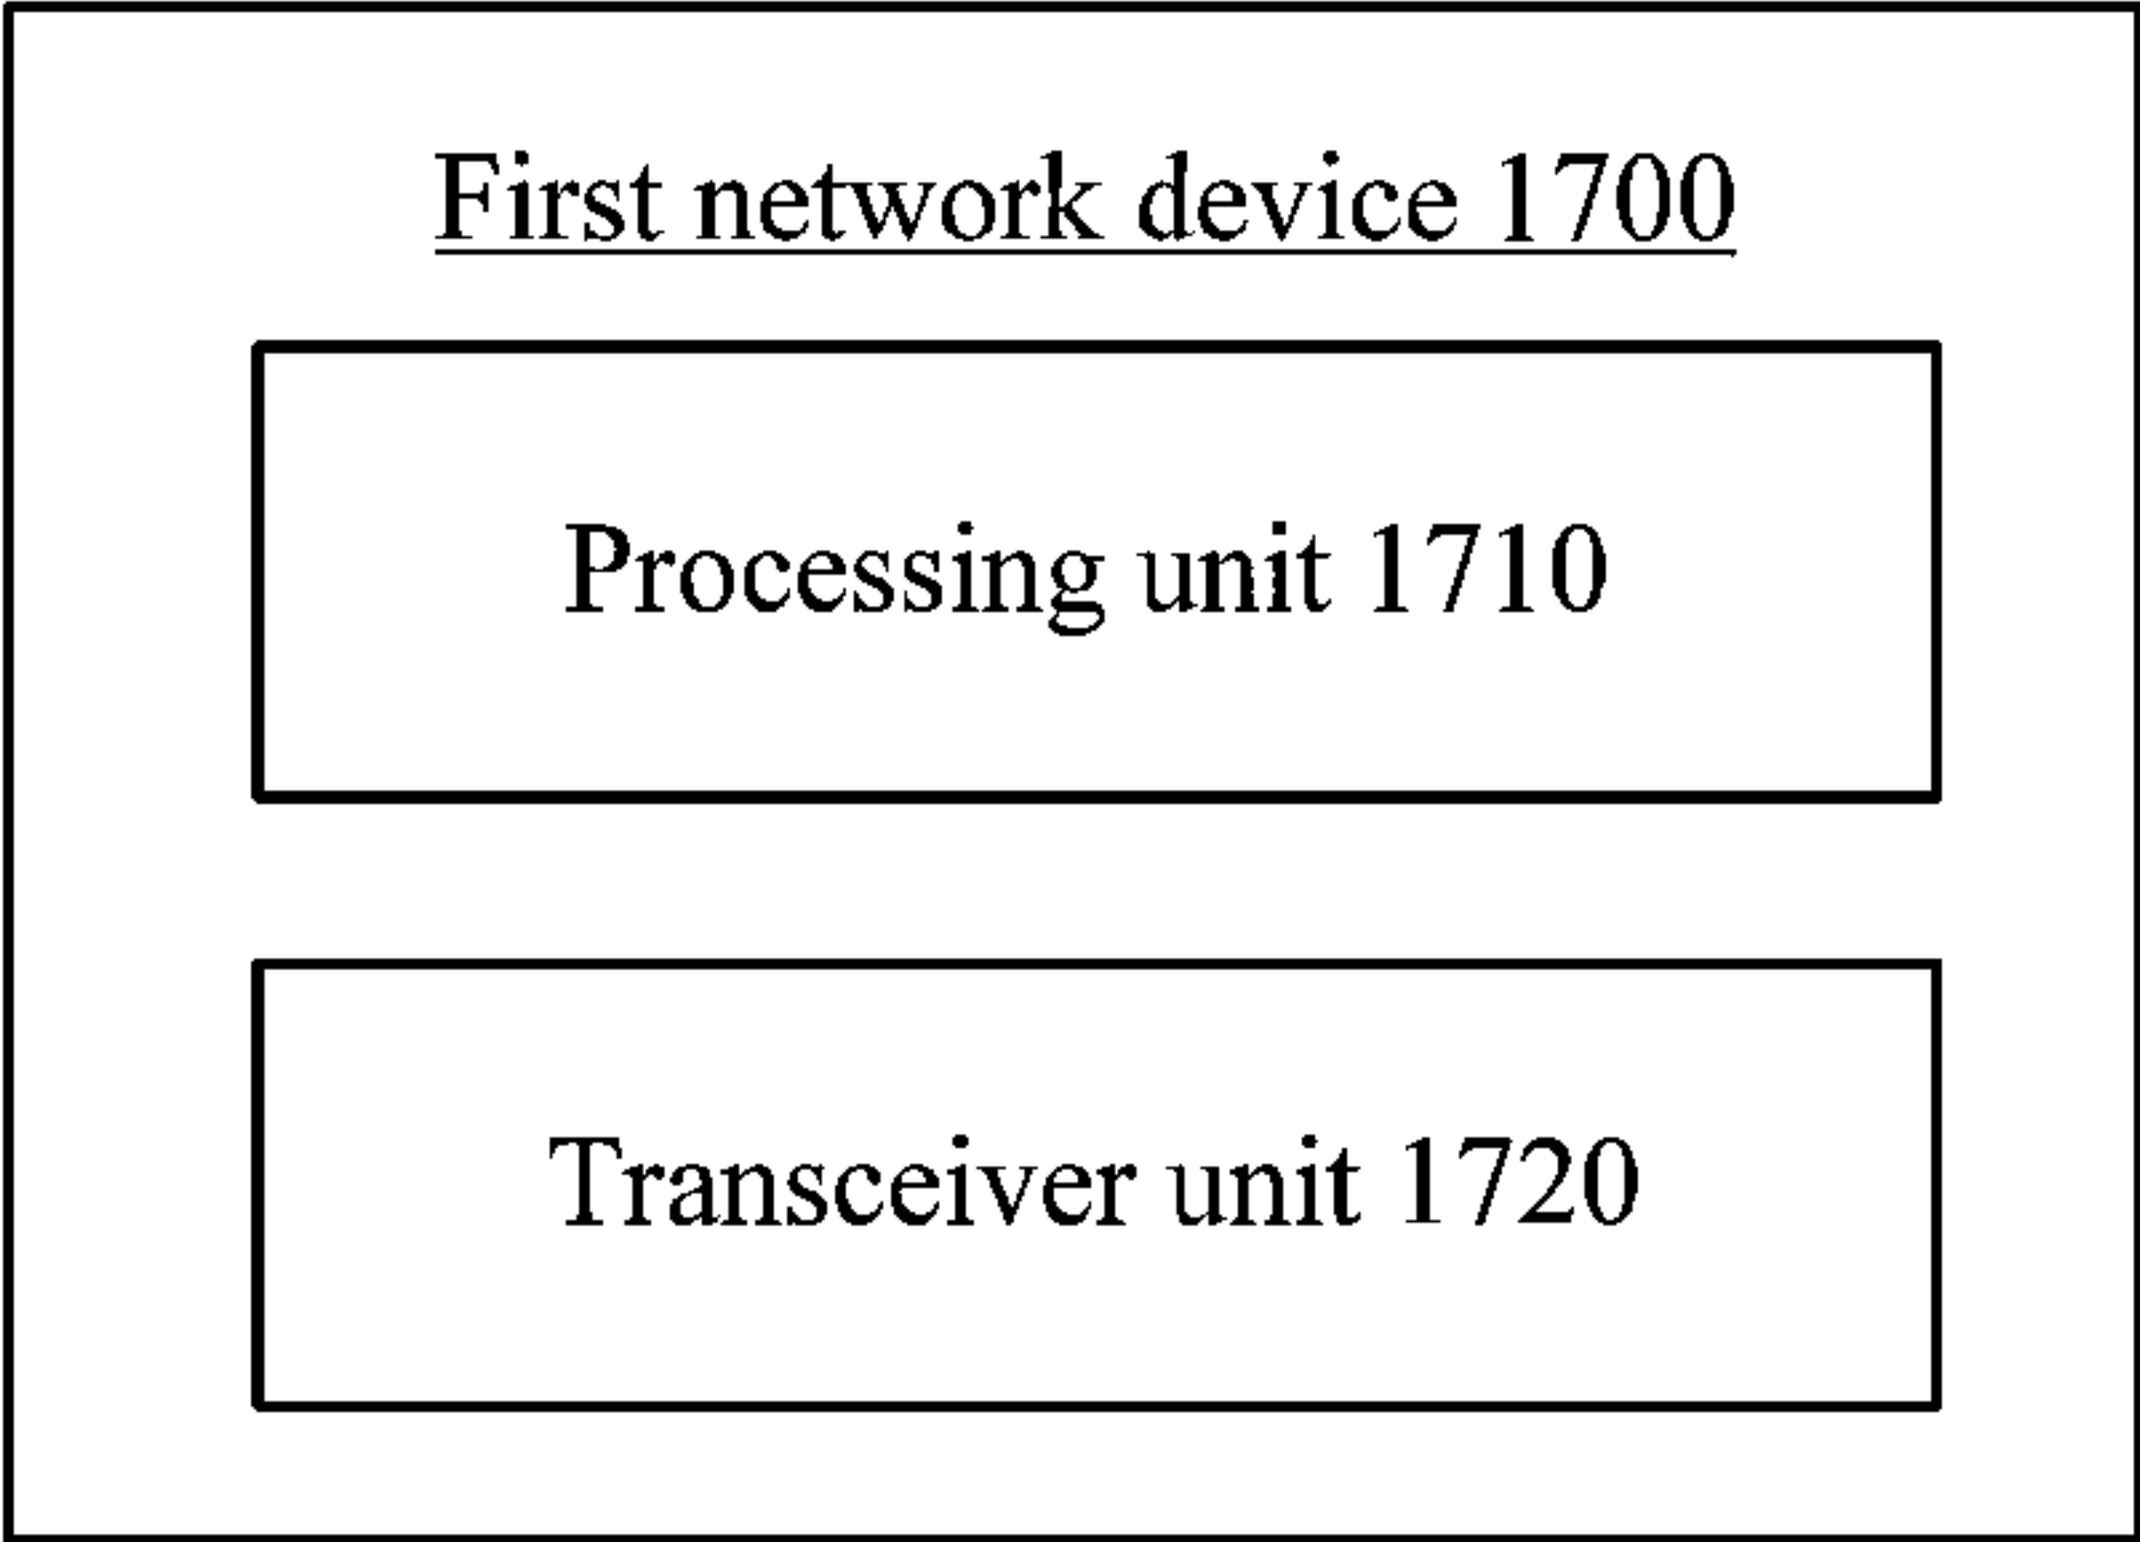 First network device 1700
Processing unit 1710
Transceiver unit 1720